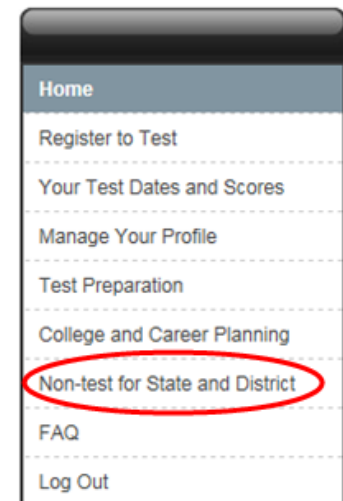 Home
Register to Test
Your Test Dates and Scores
Manage Your Profile
Test Preparation
College and Career Planning
Non-test for State and District
FAQ
Log Out